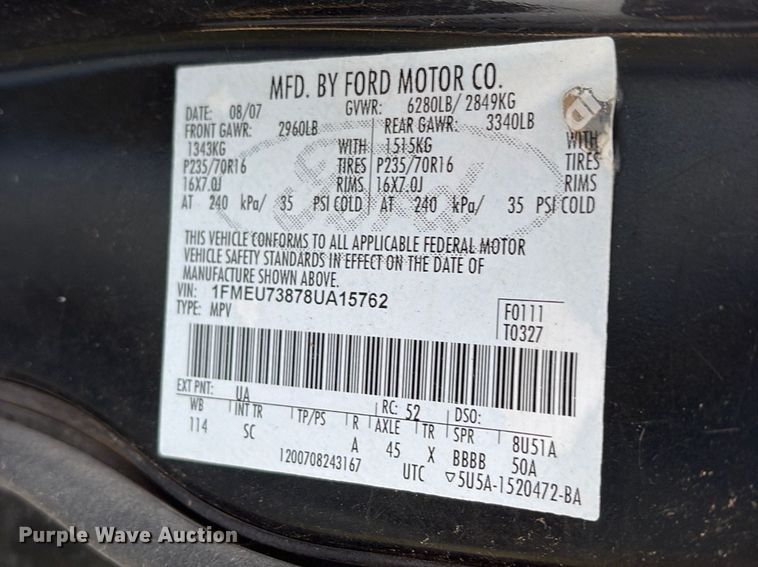 MFD. BY FORD MOTOR CO.
DATE: 08/07 GVWR: 6280LB/ 2849KG
FRONT GAWR: 2960LB REAR GAWR: 3340LB
1343KG WITH 1515KG WITH
P235/70R16 TIRES P235/70R16 TIRES
16X7.0J RIMS 16X7.0J RIMS
AT 240 kPa/ 35 PSI COLD AT 240 kPa/ 35 PSI COLD
THIS VEHICLE CONFORMS TO ALL APPLICABLE FEDERAL MOTOR
VEHICLE SAFETY STANDARDS IN EFFECT ON THE DATE OF
MANUFACTURE SHOWN ABOVE.
VIN: 1FMEU73878UA15762
TYPE: MPV
F0111
T0327
EXT PNT: UA RC: 52 DSO:
WB INT TR TP/PS R AXLE TR SPR 8U51A
114 SC A 45 X BBBB 50A
1200708243167 UTC ▽5U5A-1520472-BA
Purple Wave Auction